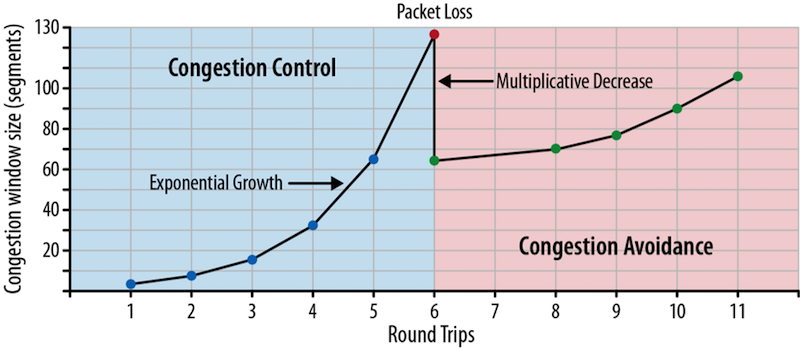 Packet Loss
130
100
80
60
40
20
Congestion window size (segments)
Congestion Control
Multiplicative Decrease
Exponential Growth
Congestion Avoidance
1 2 3 4 5 6 7 8 9 10 11
Round Trips